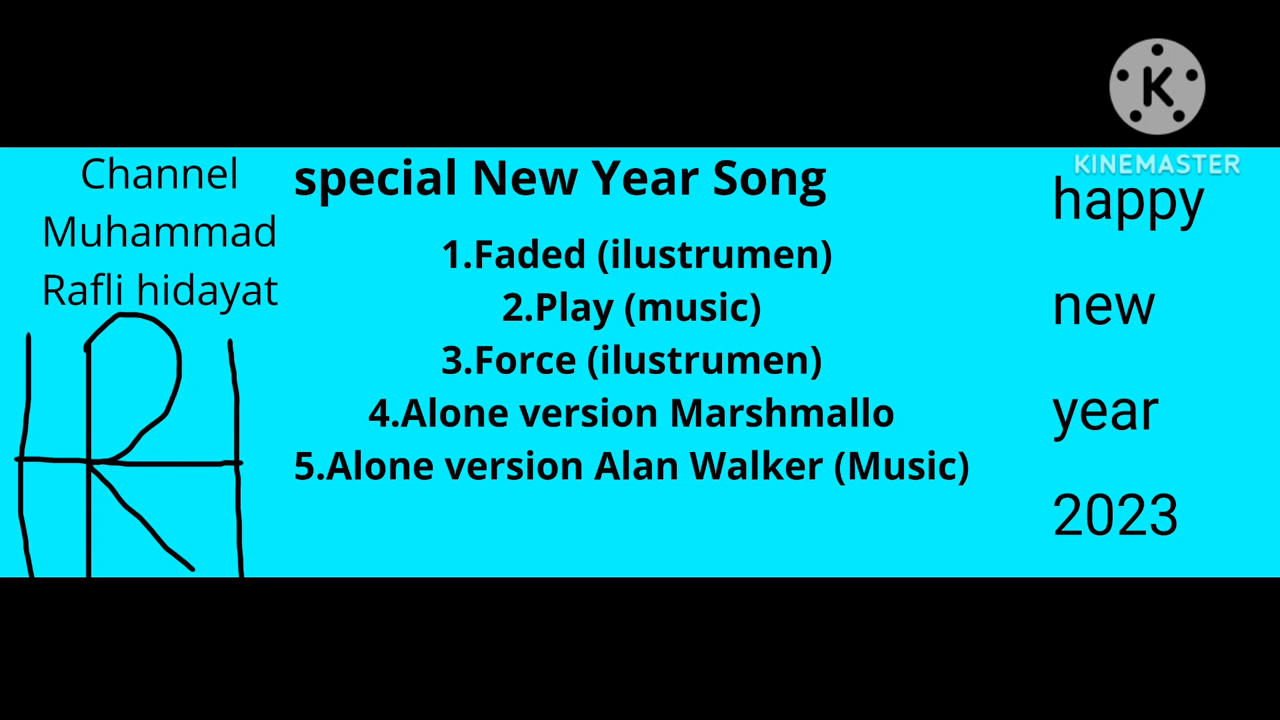 K
KINEMASTER
Channel
Muhammad
Rafli hidayat
RH
special New Year Song
1.Faded (ilustrumen)
2.Play (music)
3.Force (ilustrumen)
4.Alone version Marshmallo
5.Alone version Alan Walker (Music)
happy
new
year
2023